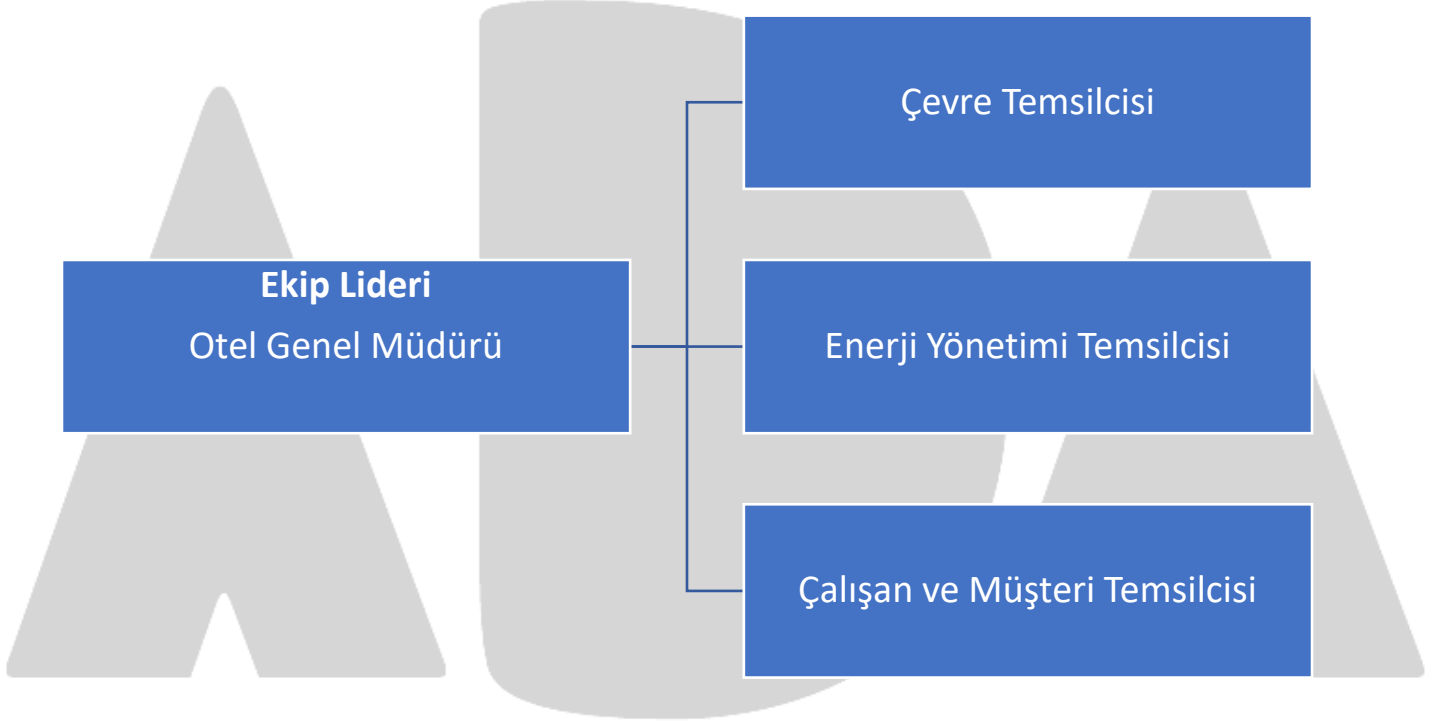 Çevre Temsilcisi
Ekip Lideri
Otel Genel Müdürü
Enerji Yönetimi Temsilcisi
Çalışan ve Müşteri Temsilcisi